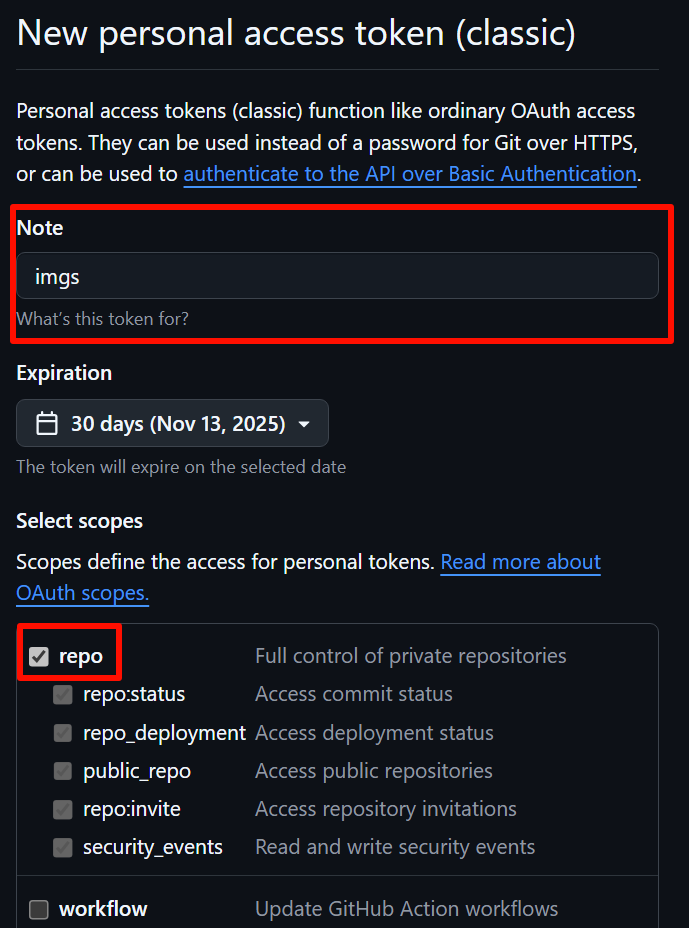 New personal access token (classic)
Personal access tokens (classic) function like ordinary OAuth access
tokens. They can be used instead of a password for Git over HTTPS,
or can be used to authenticate to the API over Basic Authentication.
Note
imgs
What's this token for?
Expiration
30 days (Nov 13, 2025)
The token will expire on the selected date
Select scopes
Scopes define the access for personal tokens. Read more about
OAuth scopes.
repo Full control of private repositories
repo:status Access commit status
repo_deployment Access deployment status
public_repo Access public repositories
repo:invite Access repository invitations
security_events Read and write security events
workflow Update GitHub Action workflows